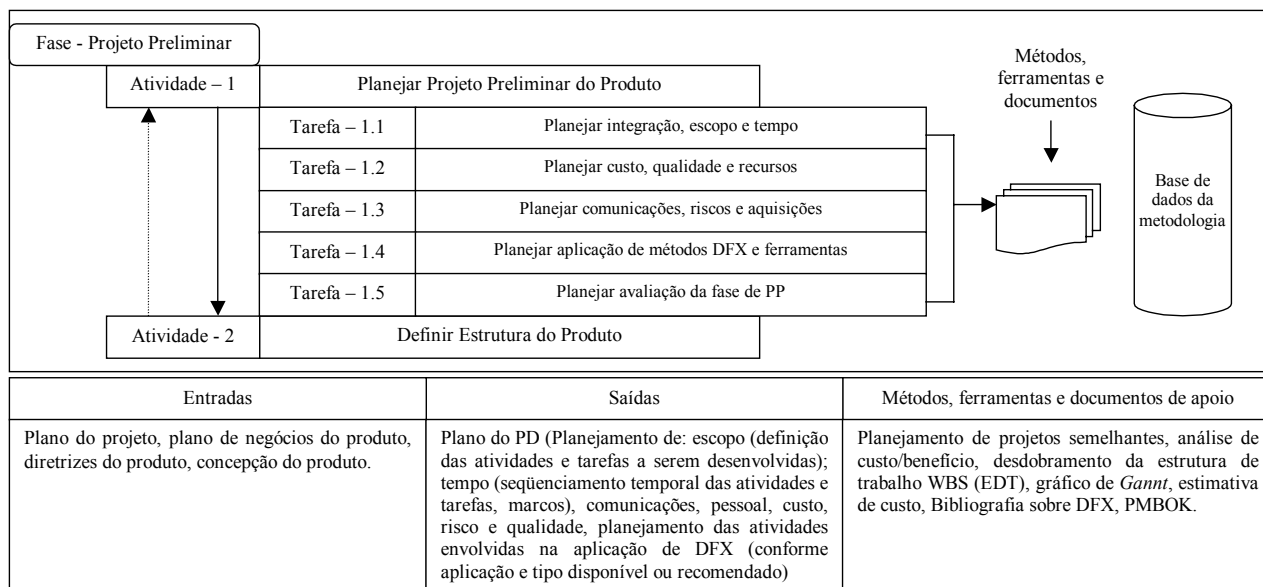 Fase - Projeto Preliminar
Atividade – 1
Planejar Projeto Preliminar do Produto
Tarefa – 1.1
Planejar integração, escopo e tempo
Tarefa – 1.2
Planejar custo, qualidade e recursos
Tarefa – 1.3
Planejar comunicações, riscos e aquisições
Tarefa – 1.4
Planejar aplicação de métodos DFX e ferramentas
Tarefa – 1.5
Planejar avaliação da fase de PP
Atividade - 2
Definir Estrutura do Produto
Métodos,
ferramentas e
documentos
Base de
dados da
metodologia
Entradas
Plano do projeto, plano de negócios do produto,
diretrizes do produto, concepção do produto.
Saídas
Plano do PD (Planejamento de: escopo (definição
das atividades e tarefas a serem desenvolvidas);
tempo (seqüenciamento temporal das atividades e
tarefas, marcos), comunicações, pessoal, custo,
risco e qualidade, planejamento das atividades
envolvidas na aplicação de DFX (conforme
aplicação e tipo disponível ou recomendado)
Métodos, ferramentas e documentos de apoio
Planejamento de projetos semelhantes, análise de
custo/benefício, desdobramento da estrutura de
trabalho WBS (EDT), gráfico de Gannt, estimativa
de custo, Bibliografia sobre DFX, PMBOK.